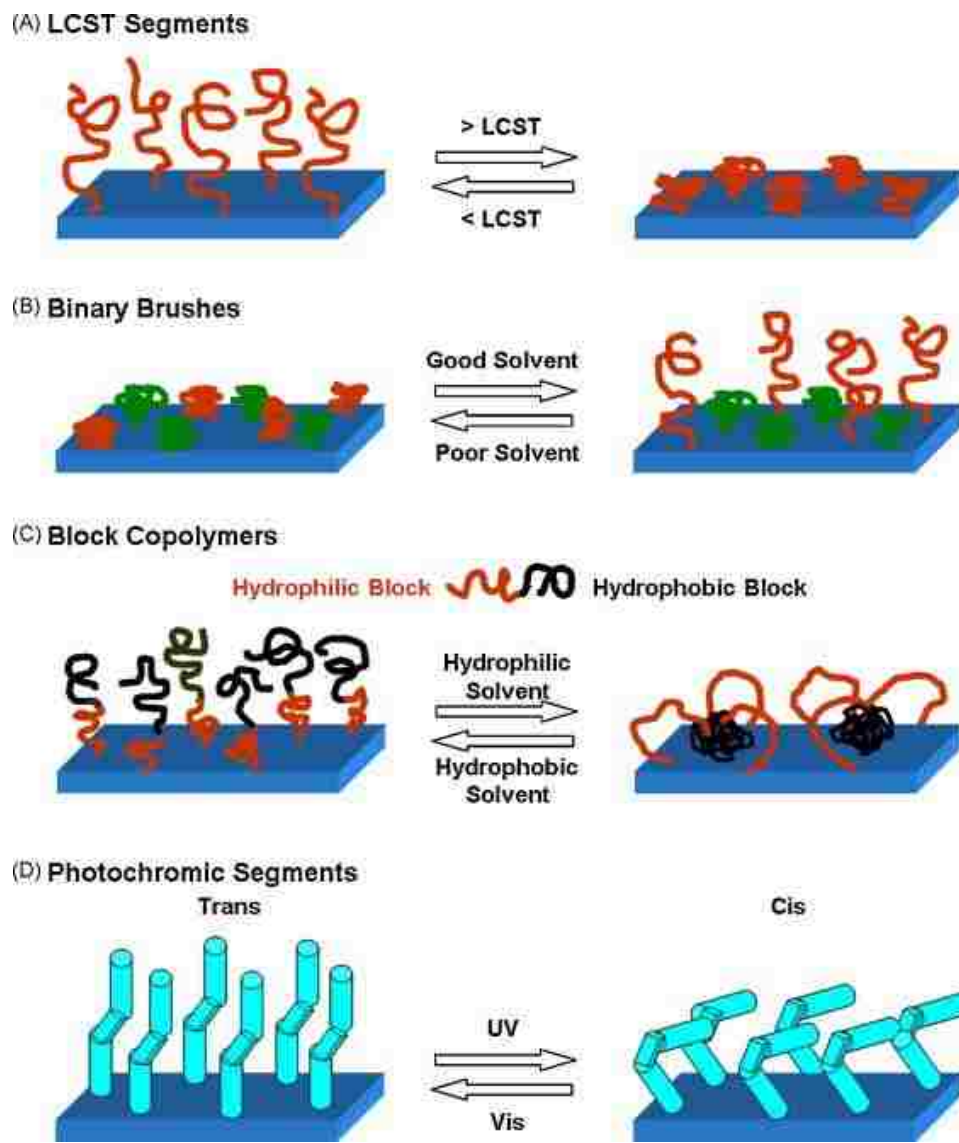 (A) LCST Segments
> LCST
< LCST
(B) Binary Brushes
Good Solvent
Poor Solvent
(C) Block Copolymers
Hydrophilic Block
Hydrophobic Block
Hydrophilic
Solvent
Hydrophobic
Solvent
(D) Photochromic Segments
Trans
Cis
UV
Vis